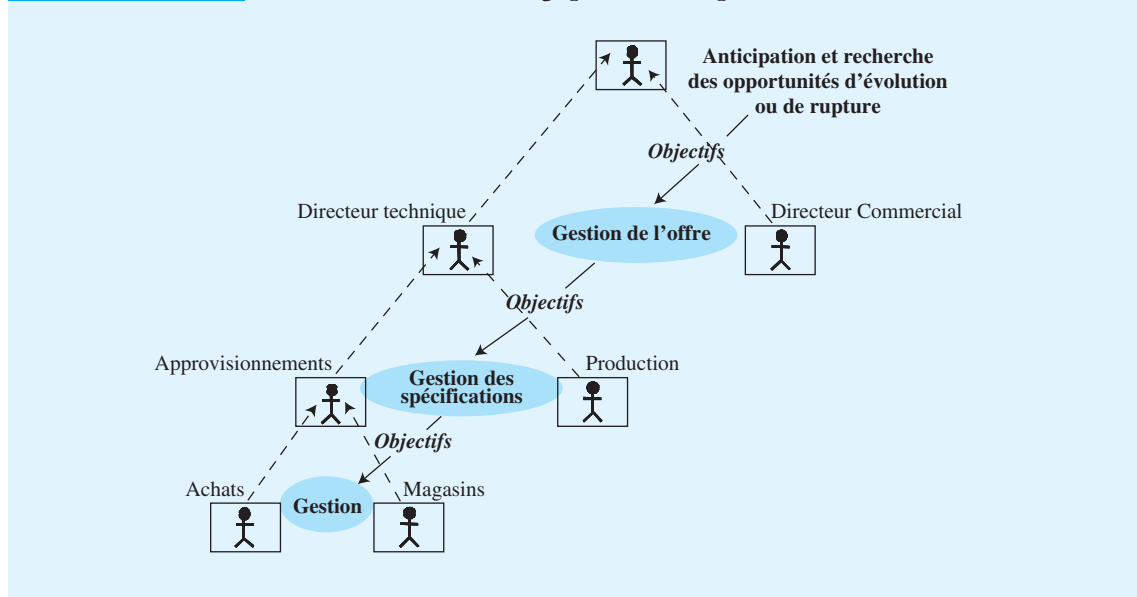 Anticipation et recherche
des opportunités d'évolution
ou de rupture
Objectifs
Directeur technique
Gestion de l'offre
Directeur Commercial
Objectifs
Approvisionnements
Gestion des
spécifications
Production
Objectifs
Achats
Gestion
Magasins